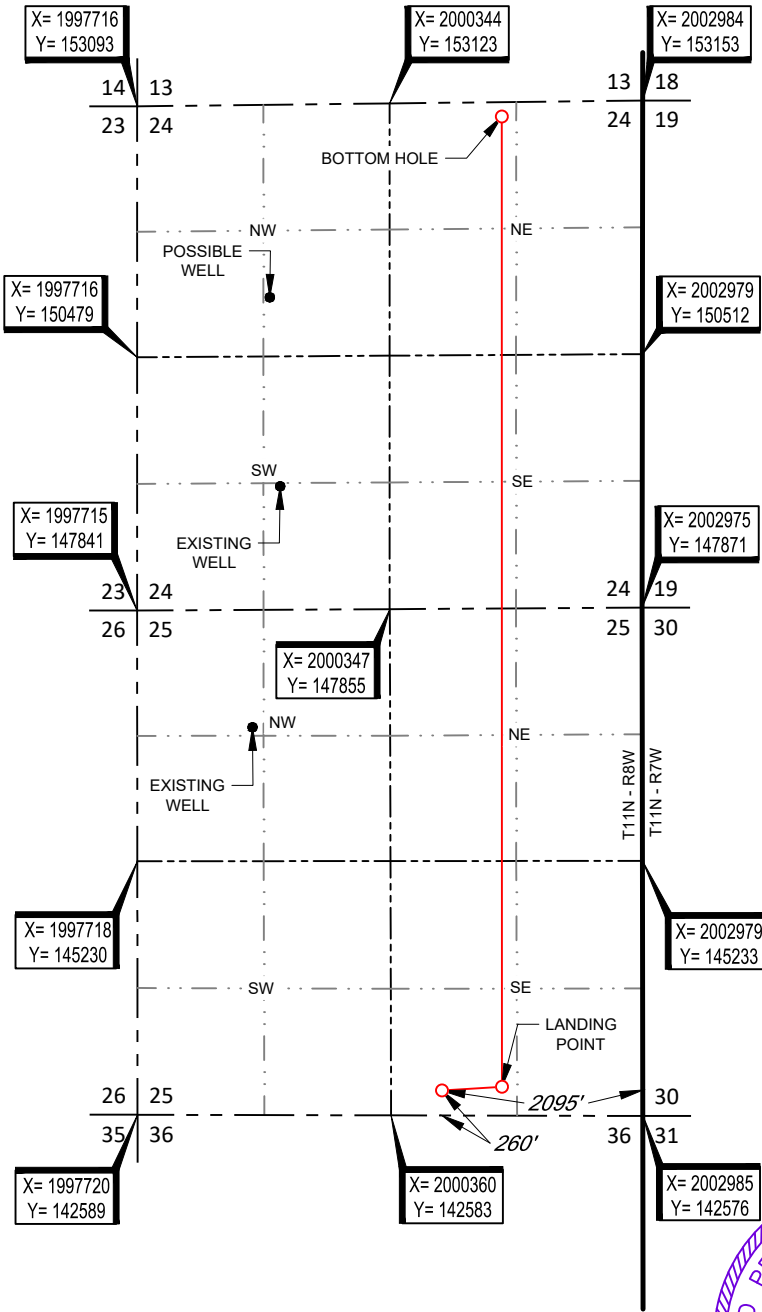 X= 1997716
Y= 153093
X= 2000344
Y= 153123
X= 2002984
Y= 153153
14 13
23 24
13 18
24 19
BOTTOM HOLE
NW
NE
POSSIBLE
WELL
X= 1997716
Y= 150479
X= 2002979
Y= 150512
SW
SE
EXISTING
WELL
X= 1997715
Y= 147841
X= 2002975
Y= 147871
23 24
26 25
24 19
25 30
X= 2000347
Y= 147855
NW
NE
EXISTING
WELL
T11N - R8W
T11N - R7W
X= 1997718
Y= 145230
X= 2002979
Y= 145233
SW
SE
LANDING
POINT
2095'
260'
26 25
35 36
30
36 31
X= 1997720
Y= 142589
X= 2000360
Y= 142583
X= 2002985
Y= 142576